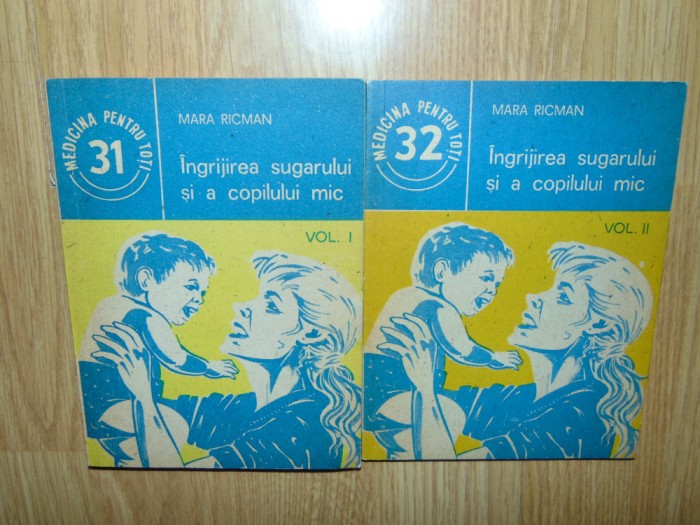 MEDICINA PENTRU TOȚI
31
MARA RICMAN
Îngrijirea sugarului
și a copilului mic
VOL. I
MEDICINA PENTRU TOȚI
32
MARA RICMAN
Îngrijirea sugarului
și a copilului mic
VOL. II